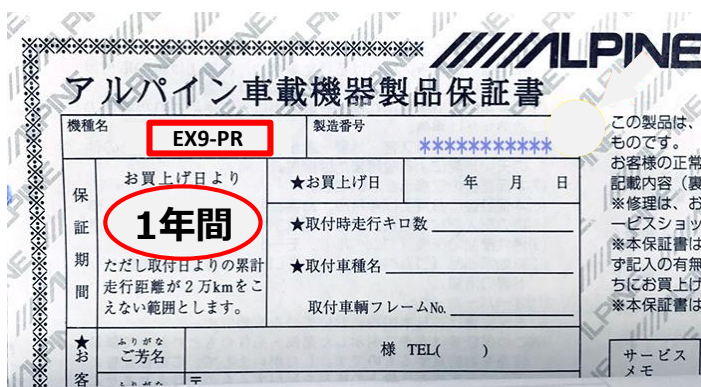 ALPINE
アルパイン車載機器製品保証書
機種名
EX9-PR
製造番号
***********
保証期間
お買上げ日より
1年間
ただし取付日よりの累計
走行距離が2万kmをこ
えない範囲とします。
★お買上げ日 年 月 日
★取付時走行キロ数
★取付車種名
取付車輌フレームNo.
★お客
ふりがな
ご芳名
様 TEL( )
ふりがな
〒
この製品は、
ものです。
お客様の正常
記載内容(裏
※修理は、お
ービスショッ
※本保証書は
ず記入の有無
ちにお買上げ
※本保証書は
サービス
メモ